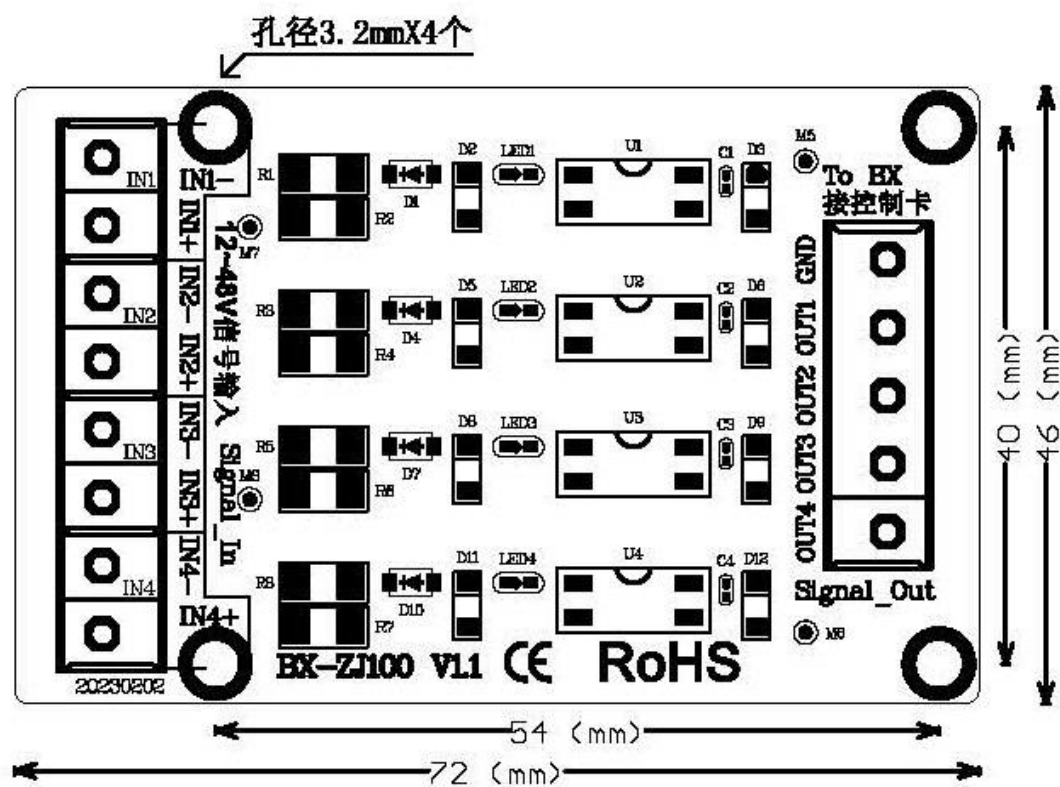 孔径3.2mmX4个
IN1
IN1-
IN1+
IN2
IN2-
IN2+
IN3
IN3-
IN3+
IN4
IN4-
IN4+
12~48V信号输入 Signal_In
M7
M8
R1
R2
D1
D2
LED1
U1
C1
D3
M5
To BX
接控制卡
R3
R4
D4
D5
LED2
U2
C2
D6
GND
OUT1
OUT2
OUT3
OUT4
R5
R6
D7
D8
LED3
U3
C3
D9
R8
R7
D10
D11
LED4
U4
C4
D12
Signal_Out
M6
20230202
BX-ZJ100 V1.1 CE RoHS
40 (mm)
46 (mm)
54 (mm)
72 (mm)